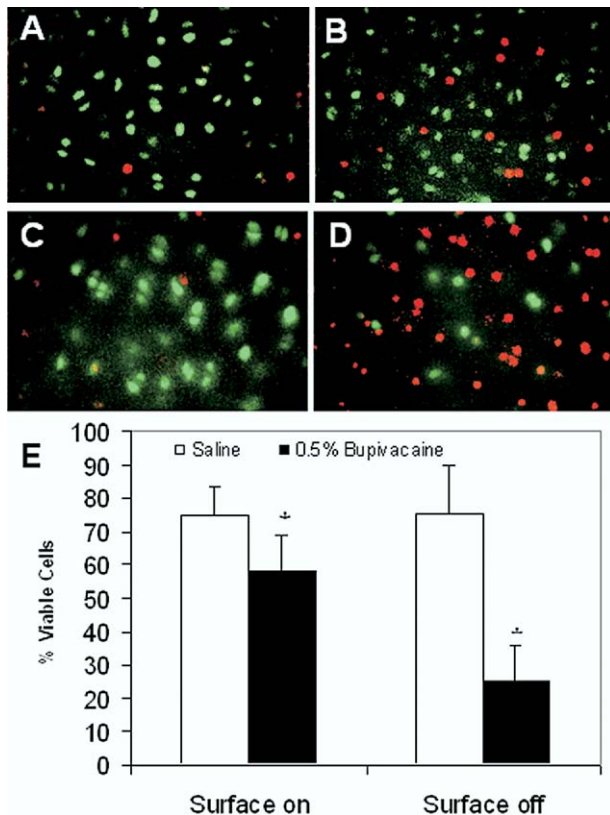 A
B
C
D
E
Saline 0.5% Bupivacaine
% Viable Cells
100
90
80
70
60
50
40
30
20
10
0
*
*
Surface on Surface off